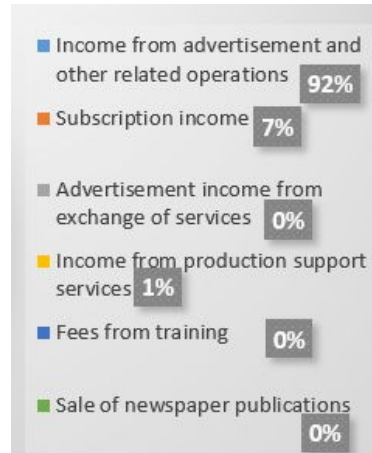 Income from advertisement and
other related operations 92%
Subscription income 7%
Advertisement income from
exchange of services 0%
Income from production support
services 1%
Fees from training 0%
Sale of newspaper publications
0%